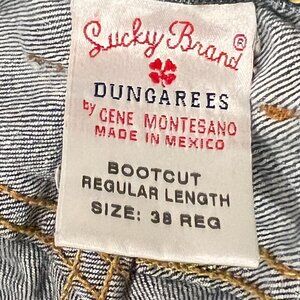 Lucky Brand®
DUNGAREES
by GENE MONTESANO
MADE IN MEXICO
BOOTCUT
REGULAR LENGTH
SIZE: 38 REG